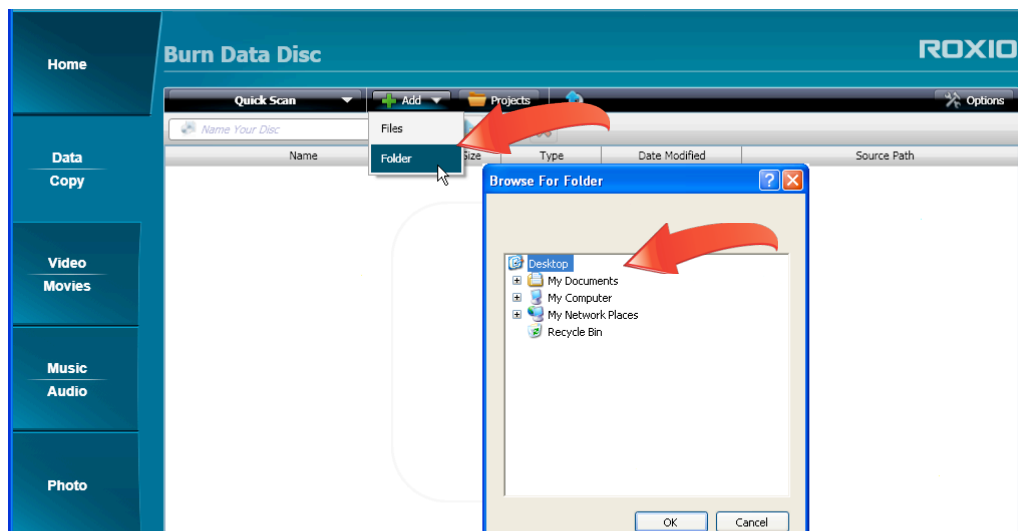 Home
Burn Data Disc
ROXIO
Quick Scan
Add
Projects
Options
Name Your Disc
Files
Folder
Name
Size
Type
Date Modified
Source Path
Data
Copy
Video
Movies
Music
Audio
Photo
Browse For Folder
Desktop
My Documents
My Computer
My Network Places
Recycle Bin
OK
Cancel